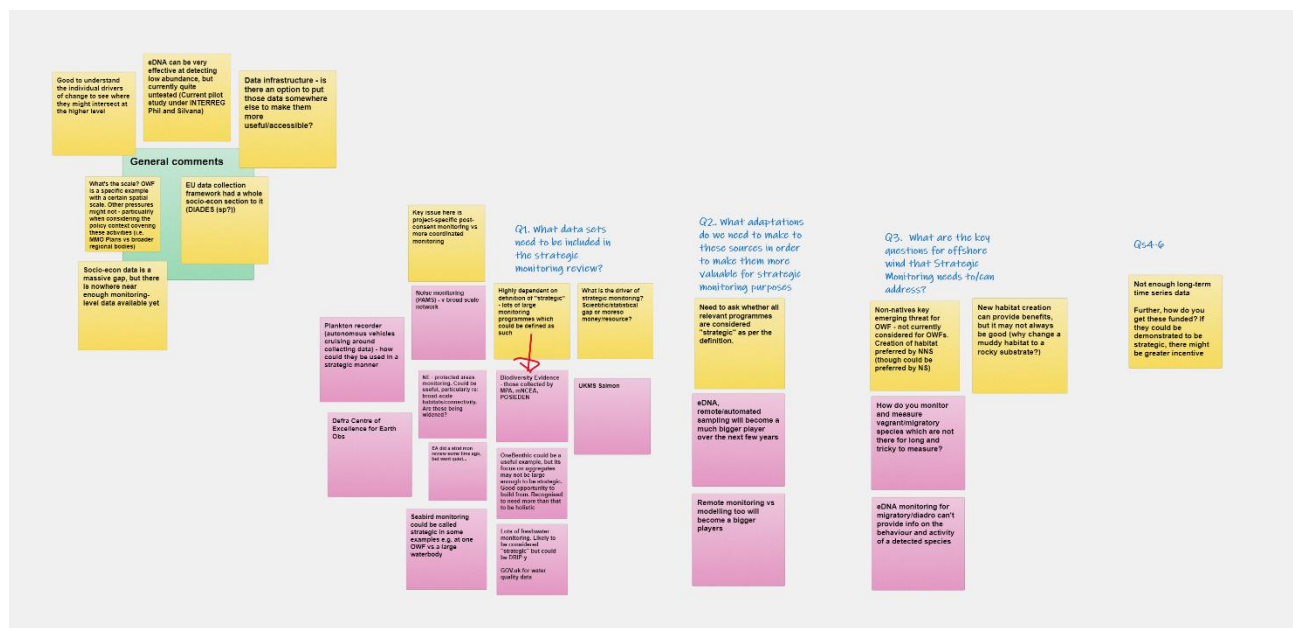 Good to understand
the individual drivers
of change to see where
they might intersect at
the higher level
eDNA can be very
effective at detecting
low abundance, but
currently quite
untested (Current pilot
study under INTERREG
Phil and Silvana)
Data infrastructure - is
there an option to put
those data somewhere
else to make them
more
useful/accessible?
General comments
What's the scale? OWF
is a specific example
with a certain spatial
scale. Other pressures
might not - particularly
when considering the
policy context covering
these activities (i.e.
MMO Plans vs broader
regional bodies)
EU data collection
framework had a whole
socio-econ section to it
(DIADES (sp?))
Socio-econ data is a
massive gap, but there
is nowhere near
enough monitoring-
level data available yet
Key issue here is
project-specific post-
consent monitoring vs
more coordinated
monitoring
Q1. What data sets
need to be included in
the strategic
monitoring review?
Noise monitoring
(PAMS) - v broad scale
network
Highly dependent on
definition of "strategic"
- lots of large
monitoring
programmes which
could be defined as
such
What is the driver of
strategic monitoring?
Scientific/statistical
gap or moreso
money/resource?
Plankton recorder
(autonomous vehicles
cruising around
collecting data) - how
could they be used in a
strategic manner
NE - protected areas
monitoring. Could be
useful, particularly re:
broad scale
habitats/connectivity.
Are these being
widened?
Biodiversity Evidence
- those collected by
MPA, mNCEA,
POSEIDEN
UKMS Salmon
Defra Centre of
Excellence for Earth
Obs
EA did a strat mon
review some time ago,
but went quiet...
OneBenthic could be a
useful example, but its
focus on aggregates
may not be large
enough to be strategic.
Good opportunity to
build from. Recognised
to need more than that
to be holistic
Seabird monitoring
could be called
strategic in some
examples e.g. at one
OWF vs a large
waterbody
Lots of freshwater
monitoring. Likely to
be considered
"strategic" but could
be DRIP-y
GOV.uk for water
quality data
Q2. What adaptations
do we need to make to
these sources in order
to make them more
valuable for strategic
monitoring purposes
Need to ask whether all
relevant programmes
are considered
"strategic" as per the
definition.
eDNA,
remote/automated
sampling will become a
much bigger player
over the next few years
Remote monitoring vs
modelling too will
become a bigger
players
Q3. What are the key
questions for offshore
wind that Strategic
Monitoring needs to/can
address?
Non-natives key
emerging threat for
OWF - not currently
considered for OWFs.
Creation of habitat
preferred by NNS
(though could be
preferred by NS)
New habitat creation
can provide benefits,
but it may not always
be good (why change a
muddy habitat to a
rocky substrate?)
How do you monitor
and measure
vagrant/migratory
species which are not
there for long and
tricky to measure?
eDNA monitoring for
migratory/diadro can't
provide info on the
behaviour and activity
of a detected species
Qs4-6
Not enough long-term
time series data
Further, how do you
get these funded? If
they could be
demonstrated to be
strategic, there might
be greater incentive